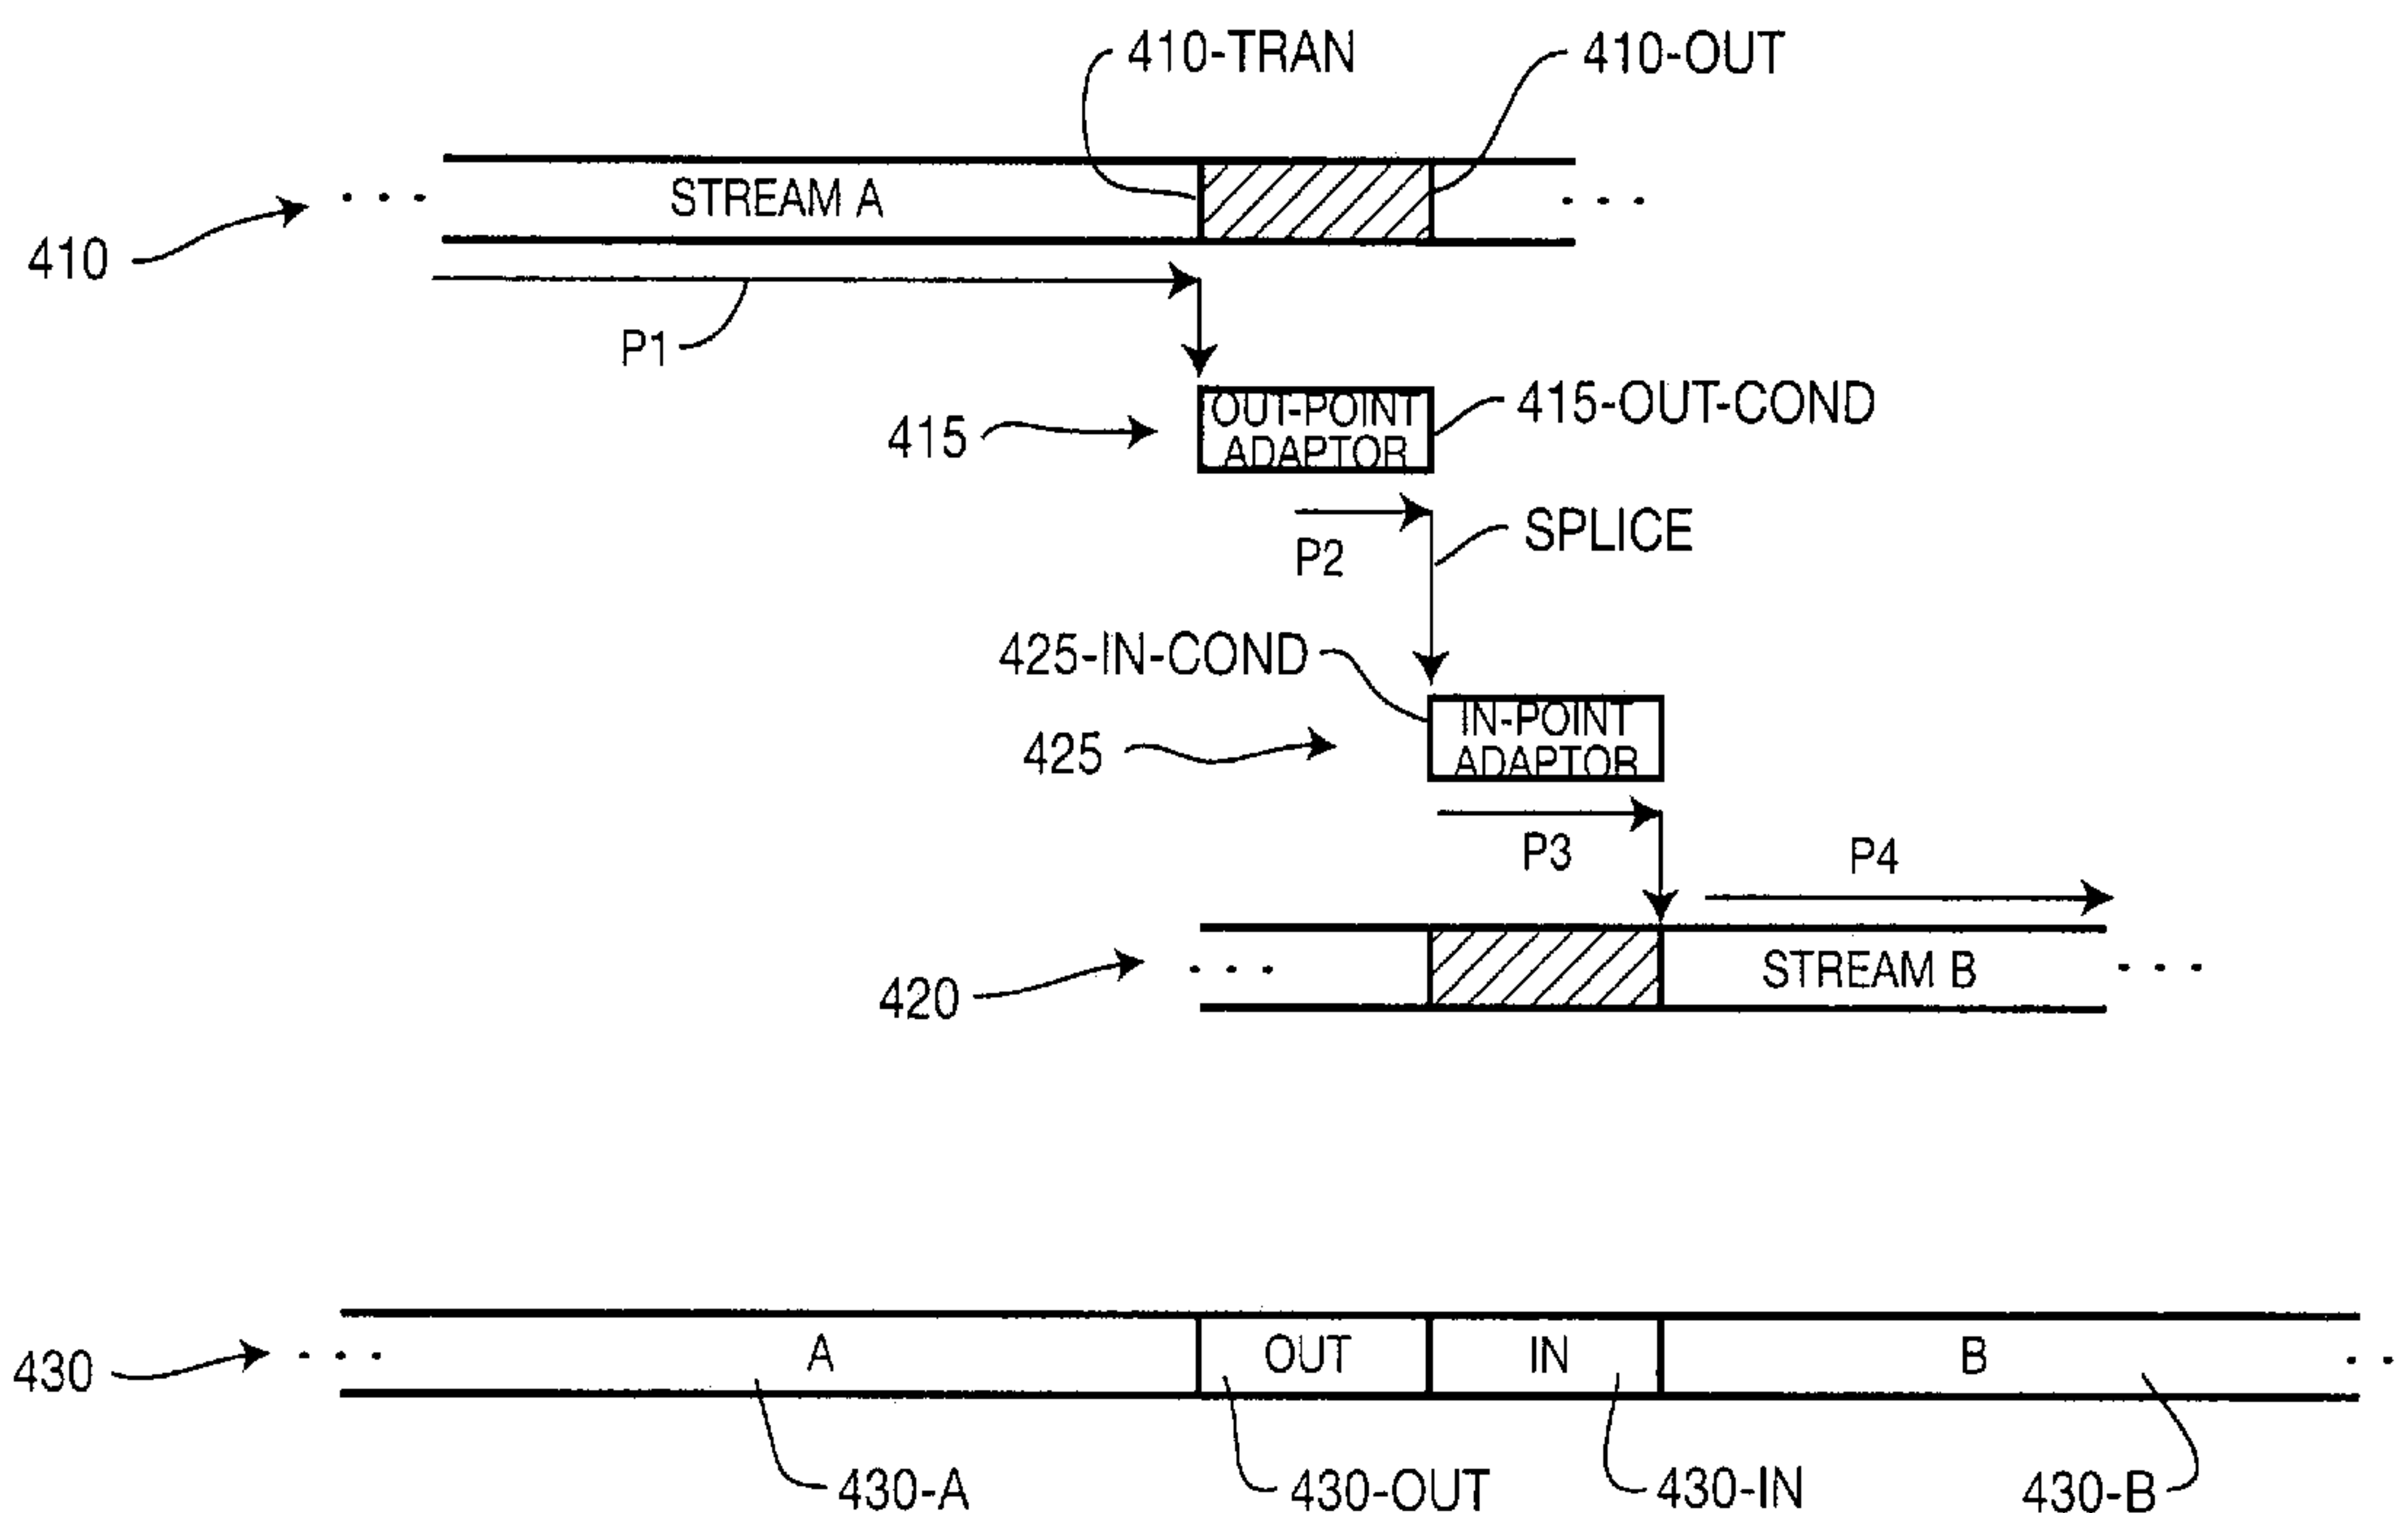 410-TRAN
410-OUT
STREAM A
410
P1
OUT-POINT
ADAPTOR
415
415-OUT-COND
P2
SPLICE
425-IN-COND
IN-POINT
ADAPTOR
425
P3
P4
STREAM B
420
430
A
OUT
IN
B
430-A
430-OUT
430-IN
430-B